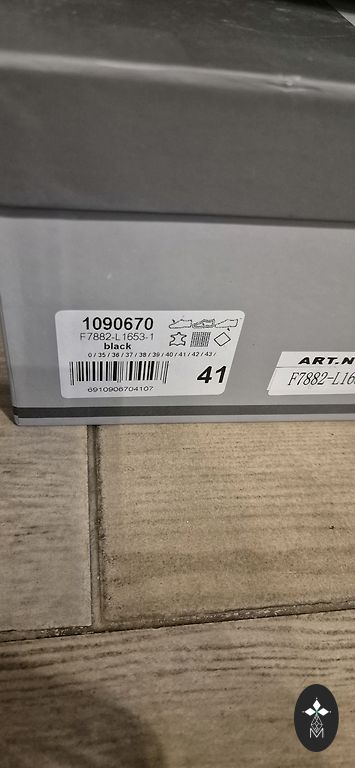 1090670
F7882-L1653-1
black
0 / 35 / 36 / 37 / 38 / 39 / 40 / 41 / 42 / 43 /
6910906704107
41
ART.N
F7882-L16
M